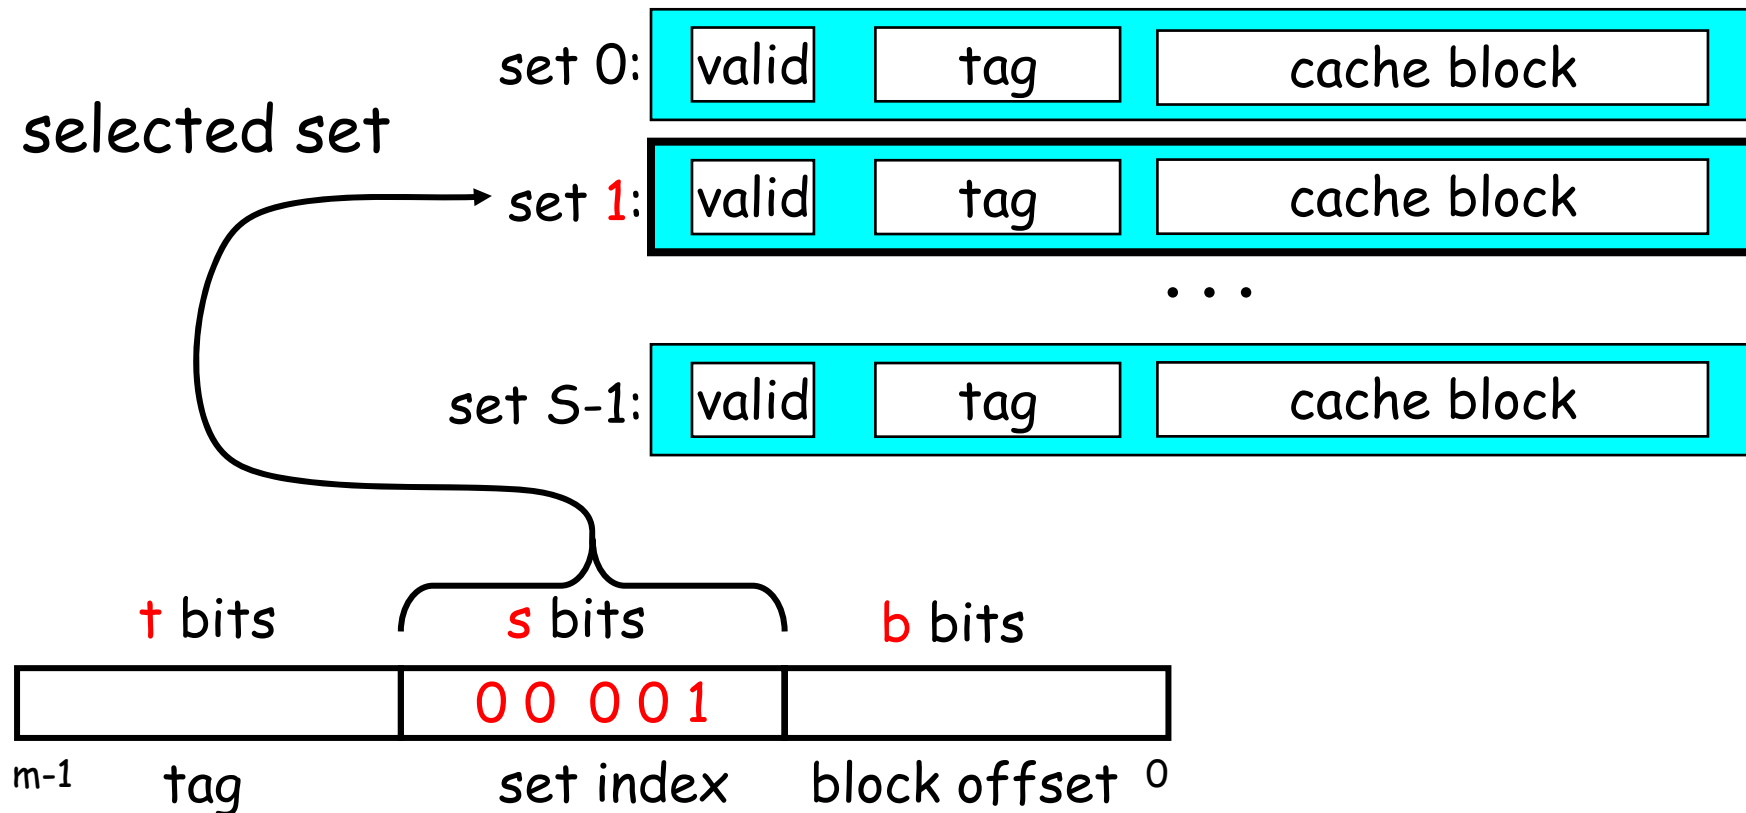 set 0: valid tag cache block
selected set
set 1: valid tag cache block
. . .
set S-1: valid tag cache block
t bits s bits b bits
0 0 0 0 1
m-1 tag set index block offset 0